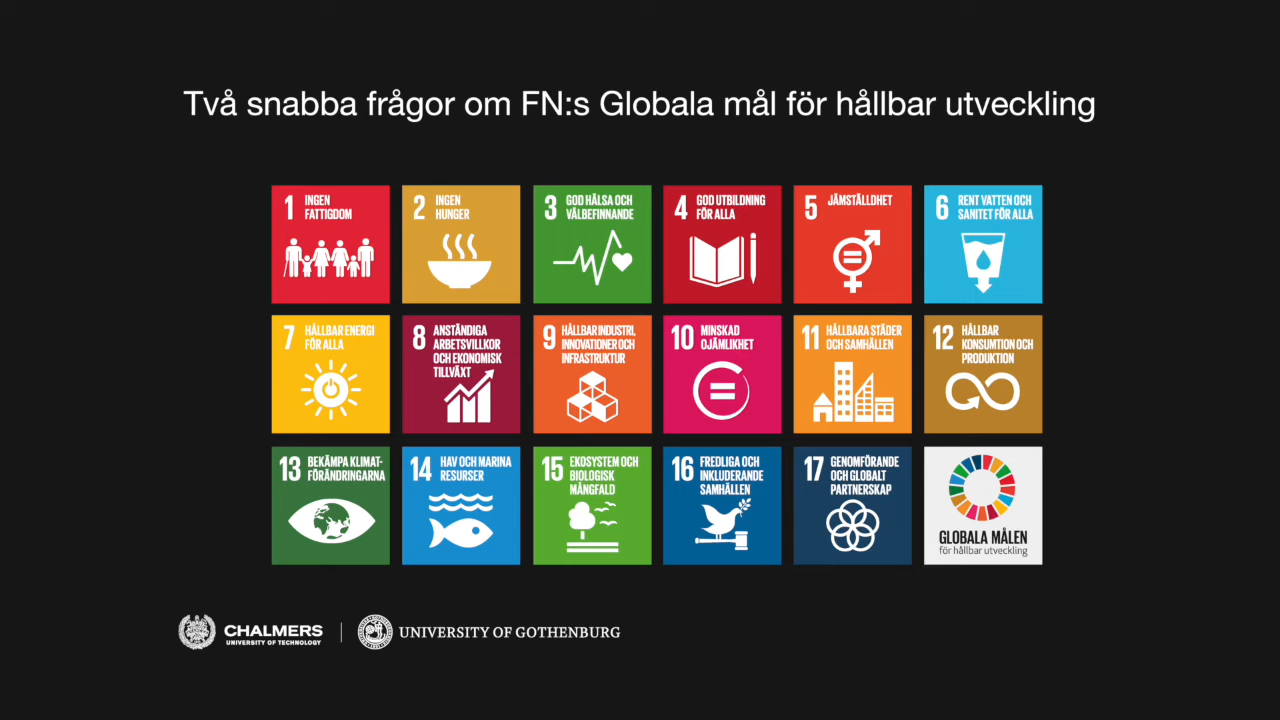 Två snabba frågor om FN:s Globala mål för hållbar utveckling
1 INGEN
FATTIGDOM
2 INGEN
HUNGER
3 GOD HÄLSA OCH
VÄLBEFINNANDE
4 GOD UTBILDNING
FÖR ALLA
5 JÄMSTÄLLDHET
6 RENT VATTEN OCH
SANITET FÖR ALLA
7 HÅLLBAR ENERGI
FÖR ALLA
8 ANSTÄNDIGA
ARBETSVILLKOR
OCH EKONOMISK
TILLVÄXT
9 HÅLLBAR INDUSTRI,
INNOVATIONER OCH
INFRASTRUKTUR
10 MINSKAD
OJÄMLIKHET
11 HÅLLBARA STÄDER
OCH SAMHÄLLEN
12 HÅLLBAR
KONSUMTION OCH
PRODUKTION
13 BEKÄMPA KLIMAT-
FÖRÄNDRINGARNA
14 HAV OCH MARINA
RESURSER
15 EKOSYSTEM OCH
BIOLOGISK
MÅNGFALD
16 FREDLIGA OCH
INKLUDERANDE
SAMHÄLLEN
17 GENOMFÖRANDE
OCH GLOBALT
PARTNERSKAP
GLOBALA MÅLEN
för hållbar utveckling
CHALMERS
UNIVERSITY OF TECHNOLOGY
UNIVERSITY OF GOTHENBURG